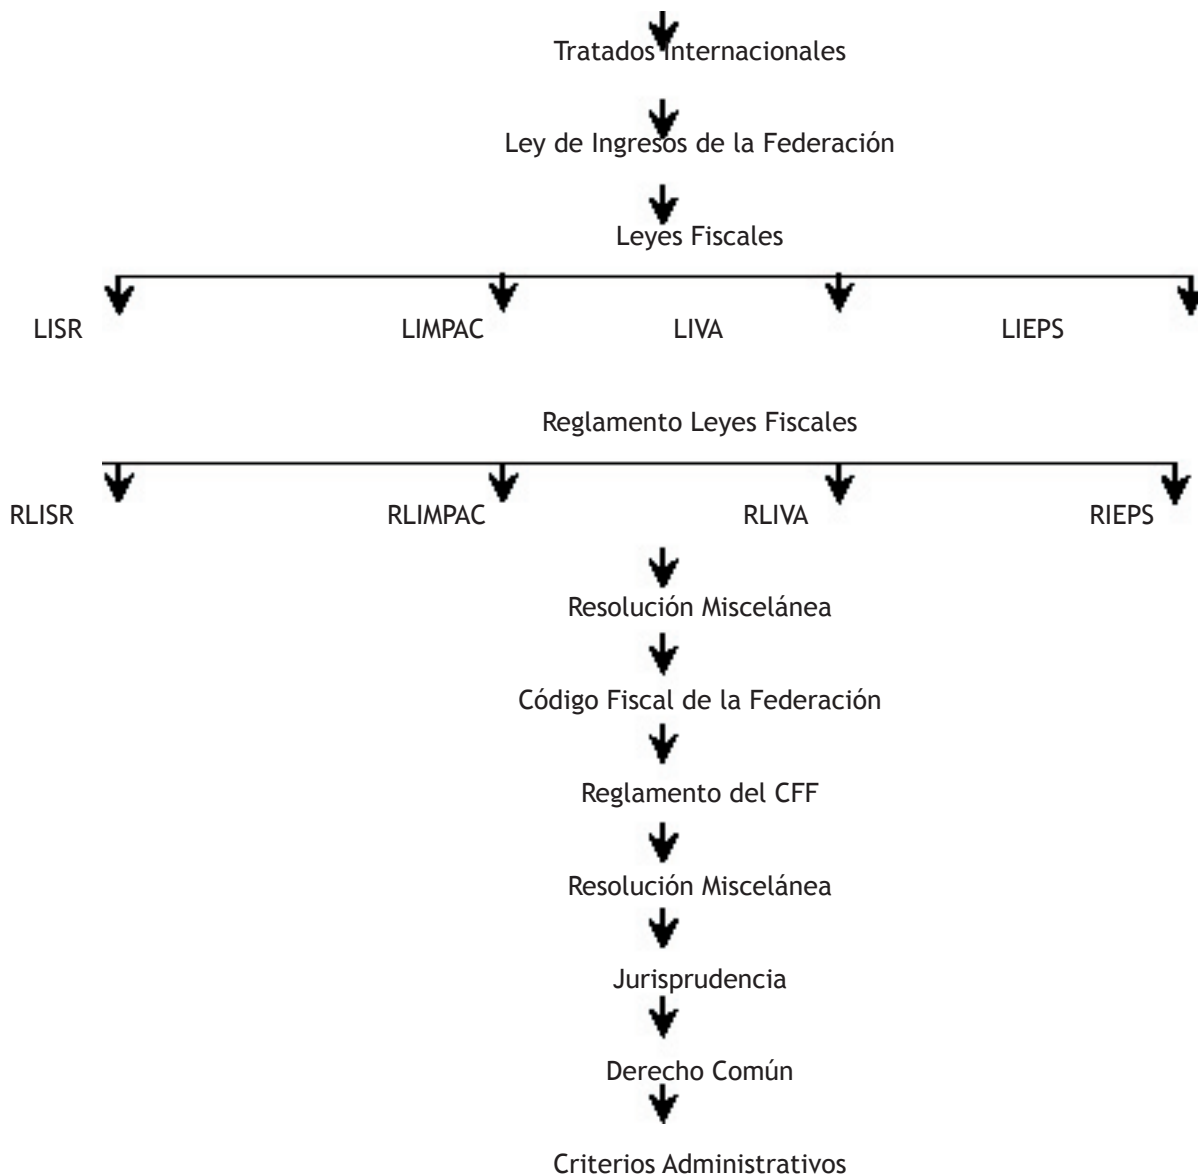 Tratados Internacionales
Ley de Ingresos de la Federación
Leyes Fiscales
LISR LIMPAC LIVA LIEPS
Reglamento Leyes Fiscales
RLISR RLIMPAC RLIVA RIEPS
Resolución Miscelánea
Código Fiscal de la Federación
Reglamento del CFF
Resolución Miscelánea
Jurisprudencia
Derecho Común
Criterios Administrativos